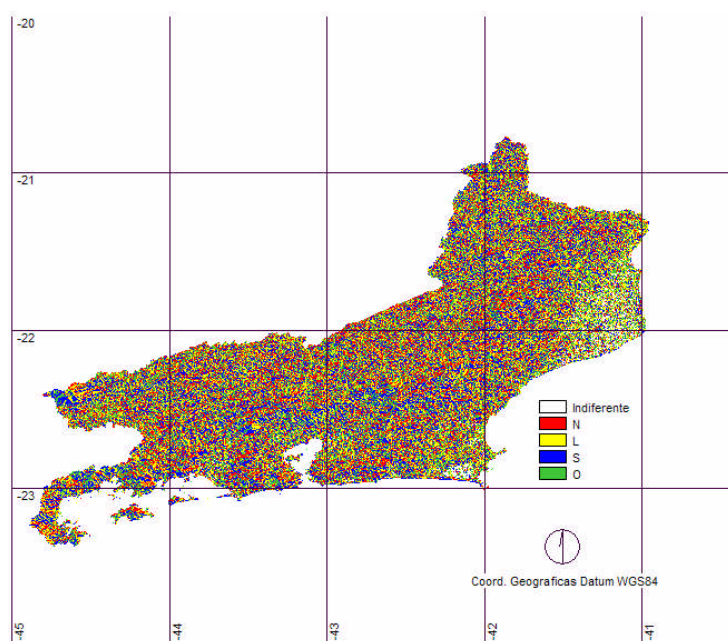 -20
-21
-22
-23
Indiferente
N
L
S
O
Coord. Geograficas Datum WGS84
-45
-44
-43
-42
-41